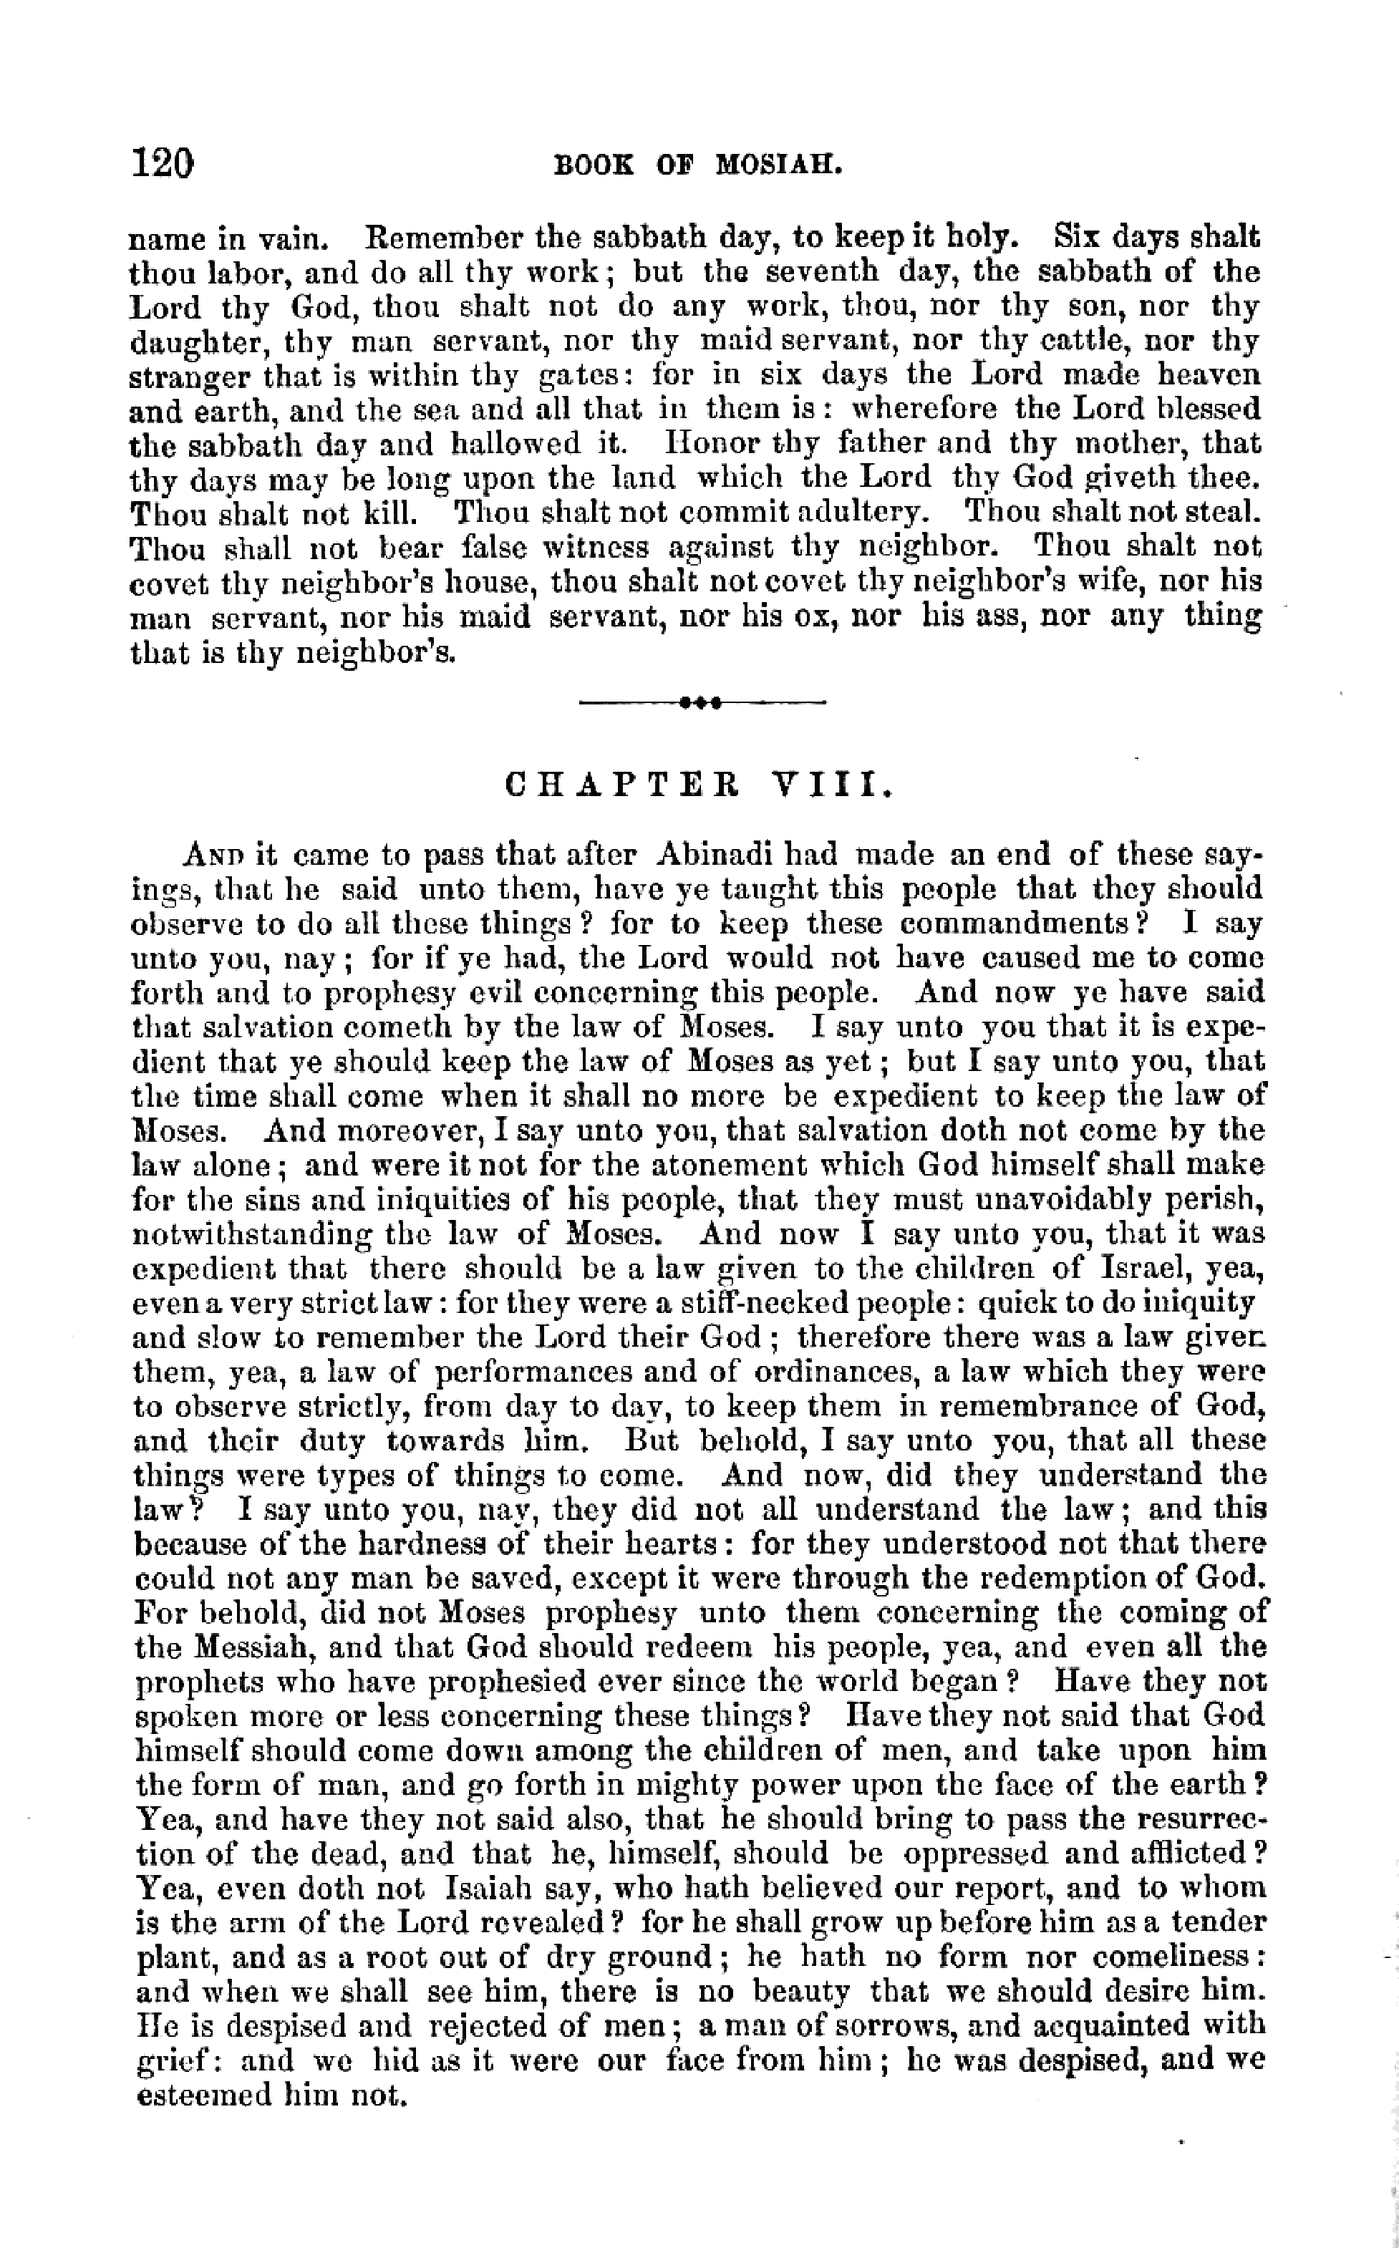 120 BOOK OF MOSIAH.
name in vain. Remember the sabbath day, to keep it holy. Six days shalt
thou labor, and do all thy work; but the seventh day, the sabbath of the
Lord thy God, thou shalt not do any work, thou, nor thy son, nor thy
daughter, thy man servant, nor thy maid servant, nor thy cattle, nor thy
stranger that is within thy gates: for in six days the Lord made heaven
and earth, and the sea and all that in them is: wherefore the Lord blessed
the sabbath day and hallowed it. Honor thy father and thy mother, that
thy days may be long upon the land which the Lord thy God giveth thee.
Thou shalt not kill. Thou shalt not commit adultery. Thou shalt not steal.
Thou shall not bear false witness against thy neighbor. Thou shalt not
covet thy neighbor's house, thou shalt not covet thy neighbor's wife, nor his
man servant, nor his maid servant, nor his ox, nor his ass, nor any thing
that is thy neighbor's.
CHAPTER VIII.
AND it came to pass that after Abinadi had made an end of these say-
ings, that he said unto them, have ye taught this people that they should
observe to do all these things? for to keep these commandments? I say
unto you, nay; for if ye had, the Lord would not have caused me to come
forth and to prophesy evil concerning this people. And now ye have said
that salvation cometh by the law of Moses. I say unto you that it is expe-
dient that ye should keep the law of Moses as yet; but I say unto you, that
the time shall come when it shall no more be expedient to keep the law of
Moses. And moreover, I say unto you, that salvation doth not come by the
law alone; and were it not for the atonement which God himself shall make
for the sins and iniquities of his people, that they must unavoidably perish,
notwithstanding the law of Moses. And now I say unto you, that it was
expedient that there should be a law given to the children of Israel, yea,
even a very strict law: for they were a stiff-necked people: quick to do iniquity
and slow to remember the Lord their God; therefore there was a law given
them, yea, a law of performances and of ordinances, a law which they were
to observe strictly, from day to day, to keep them in remembrance of God,
and their duty towards him. But behold, I say unto you, that all these
things were types of things to come. And now, did they understand the
law? I say unto you, nay, they did not all understand the law; and this
because of the hardness of their hearts: for they understood not that there
could not any man be saved, except it were through the redemption of God.
For behold, did not Moses prophesy unto them concerning the coming of
the Messiah, and that God should redeem his people, yea, and even all the
prophets who have prophesied ever since the world began? Have they not
spoken more or less concerning these things? Have they not said that God
himself should come down among the children of men, and take upon him
the form of man, and go forth in mighty power upon the face of the earth?
Yea, and have they not said also, that he should bring to pass the resurrec-
tion of the dead, and that he, himself, should be oppressed and afflicted?
Yea, even doth not Isaiah say, who hath believed our report, and to whom
is the arm of the Lord revealed? for he shall grow up before him as a tender
plant, and as a root out of dry ground; he hath no form nor comeliness:
and when we shall see him, there is no beauty that we should desire him.
He is despised and rejected of men; a man of sorrows, and acquainted with
grief: and we hid as it were our face from him; he was despised, and we
esteemed him not.